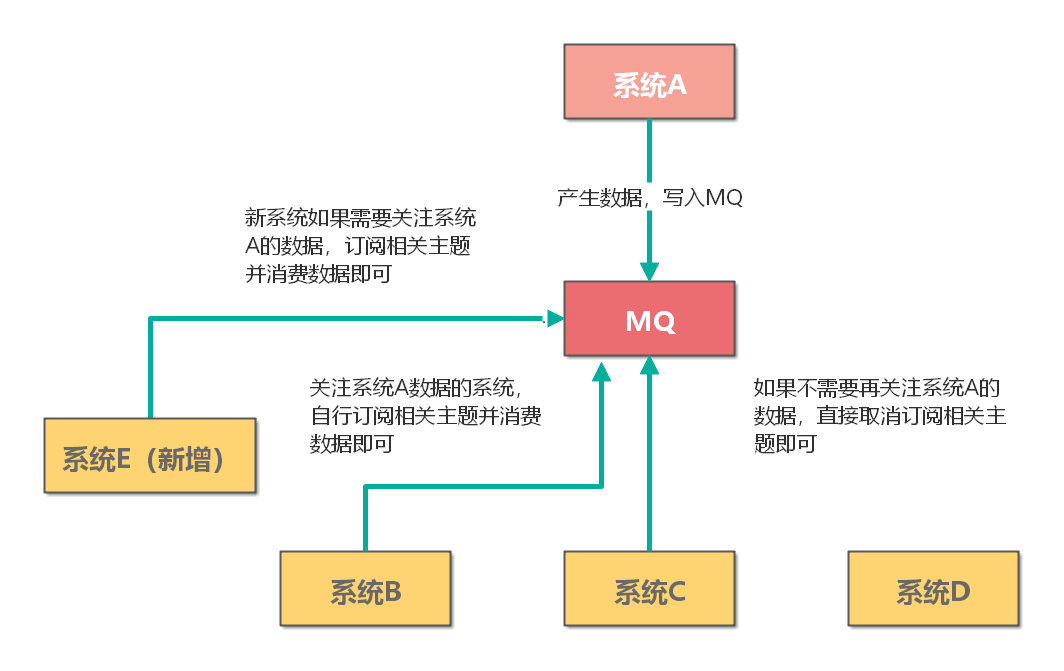 系统A
产生数据，写入MQ
新系统如果需要关注系统
A的数据，订阅相关主题
并消费数据即可
MQ
关注系统A数据的系统，
自行订阅相关主题并消费
数据即可
如果不需要再关注系统A的
数据，直接取消订阅相关主
题即可
系统E（新增）
系统B
系统C
系统D